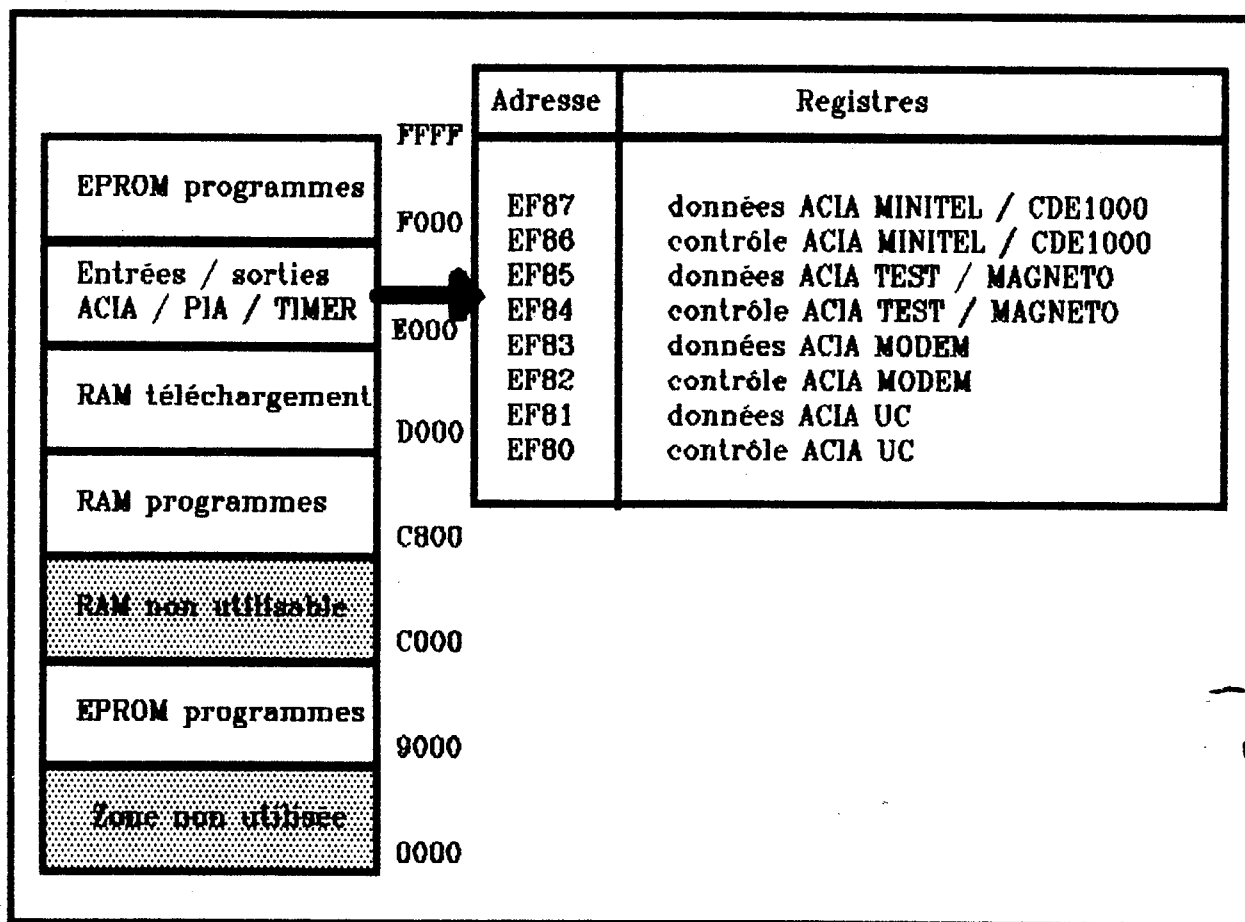 Adresse
Registres
FFFF
EPROM programmes
F000
Entrées / sorties
ACIA / PIA / TIMER
E000
RAM téléchargement
D000
RAM programmes
C800
RAM non utilisable
C000
EPROM programmes
9000
Zone non utilisée
0000
EF87 données ACIA MINITEL / CDE1000
EF86 contrôle ACIA MINITEL / CDE1000
EF85 données ACIA TEST / MAGNETO
EF84 contrôle ACIA TEST / MAGNETO
EF83 données ACIA MODEM
EF82 contrôle ACIA MODEM
EF81 données ACIA UC
EF80 contrôle ACIA UC